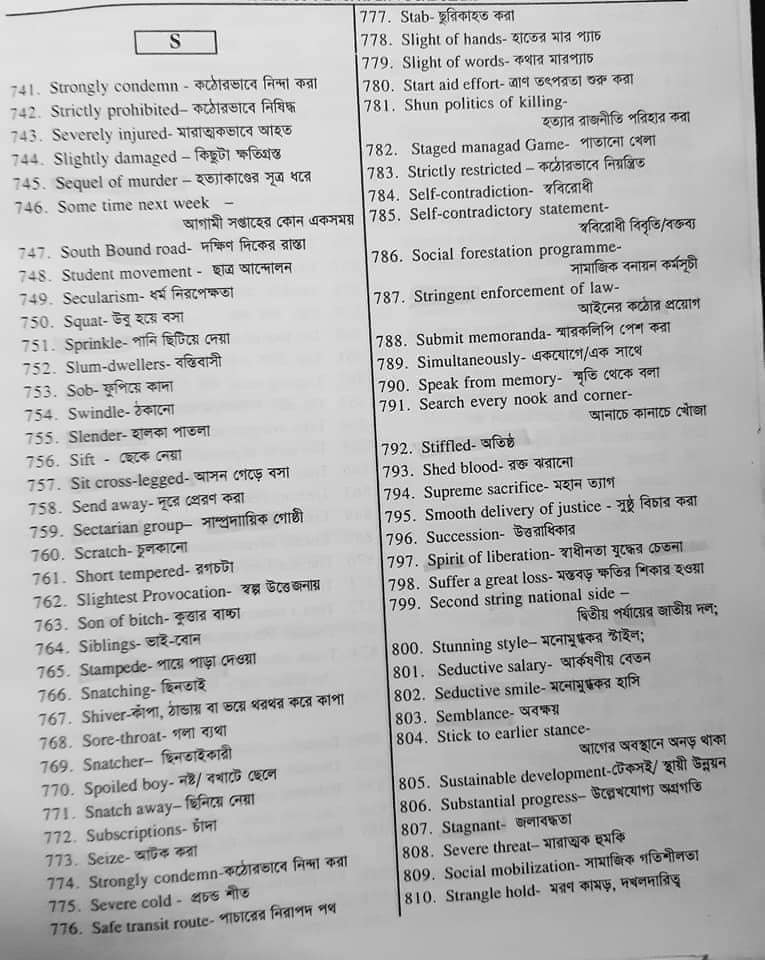 S
741. Strongly condemn - কঠোরভাবে নিন্দা করা
742. Strictly prohibited– কঠোরভাবে নিষিদ্ধ
743. Severely injured- মারাত্মকভাবে আহত
744. Slightly damaged – কিছুটা ক্ষতিগ্রস্ত
745. Sequel of murder – হত্যাকাণ্ডের সূত্র ধরে
746. Some time next week –
আগামী সপ্তাহের কোন একসময়
747. South Bound road- দক্ষিণ দিকের রাস্তা
748. Student movement - ছাত্র আন্দোলন
749. Secularism- ধর্ম নিরপেক্ষতা
750. Squat- উবু হয়ে বসা
751. Sprinkle- পানি ছিটিয়ে দেয়া
752. Slum-dwellers- বস্তিবাসী
753. Sob- ফুপিয়ে কাদা
754. Swindle- ঠকানো
755. Slender- হালকা পাতলা
756. Sift - ছেকে নেয়া
757. Sit cross-legged- আসন গেড়ে বসা
758. Send away- দূরে প্রেরণ করা
759. Sectarian group– সাম্প্রদায়িক গোষ্ঠী
760. Scratch- চুলকানো
761. Short tempered- রগচটা
762. Slightest Provocation- স্বল্প উত্তেজনায়
763. Son of bitch- কুত্তার বাচ্চা
764. Siblings- ভাই-বোন
765. Stampede- পায়ে পাড়া দেওয়া
766. Snatching- ছিনতাই
767. Shiver-কাঁপা, ঠান্ডায় বা ভয়ে থরথর করে কাপা
768. Sore-throat- গলা ব্যথা
769. Snatcher– ছিনতাইকারী
770. Spoiled boy- নষ্ট/ বখাটে ছেলে
771. Snatch away– ছিনিয়ে নেয়া
772. Subscriptions- চাঁদা
773. Seize- আটক করা
774. Strongly condemn-কঠোরভাবে নিন্দা করা
775. Severe cold - প্রচন্ড শীত
776. Safe transit route- পাচারের নিরাপদ পথ
777. Stab- ছুরিকাহত করা
778. Slight of hands- হাতের মার প্যাচ
779. Slight of words- কথার মারপ্যাচ
780. Start aid effort- ত্রাণ তৎপরতা শুরু করা
781. Shun politics of killing-
হত্যার রাজনীতি পরিহার করা
782. Staged managad Game- পাতানো খেলা
783. Strictly restricted – কঠোরভাবে নিয়ন্ত্রিত
784. Self-contradiction- স্ববিরোধী
785. Self-contradictory statement-
স্ববিরোধী বিবৃতি/বক্তব্য
786. Social forestation programme-
সামাজিক বনায়ন কর্মসূচী
787. Stringent enforcement of law-
আইনের কঠোর প্রয়োগ
788. Submit memoranda- স্মারকলিপি পেশ করা
789. Simultaneously- একযোগে/এক সাথে
790. Speak from memory- স্মৃতি থেকে বলা
791. Search every nook and corner-
আনাচে কানাচে খোঁজা
792. Stiffled- অতিষ্ঠ
793. Shed blood- রক্ত ঝরানো
794. Supreme sacrifice- মহান ত্যাগ
795. Smooth delivery of justice - সুষ্ঠু বিচার করা
796. Succession- উত্তরাধিকার
797. Spirit of liberation- স্বাধীনতা যুদ্ধের চেতনা
798. Suffer a great loss- মস্তবড় ক্ষতির শিকার হওয়া
799. Second string national side –
দ্বিতীয় পর্যায়ের জাতীয় দল;
800. Stunning style– মনোমুগ্ধকর স্টাইল;
801. Seductive salary- আর্কষণীয় বেতন
802. Seductive smile- মনোমুগ্ধকর হাসি
803. Semblance- অবক্ষয়
804. Stick to earlier stance-
আগের অবস্থানে অনড় থাকা
805. Sustainable development-টেকসই/ স্থায়ী উন্নয়ন
806. Substantial progress– উল্লেখযোগ্য অগ্রগতি
807. Stagnant- জলাবদ্ধতা
808. Severe threat– মারাত্মক হুমকি
809. Social mobilization- সামাজিক গতিশীলতা
810. Strangle hold- মরণ কামড়, দখলদারিত্ব